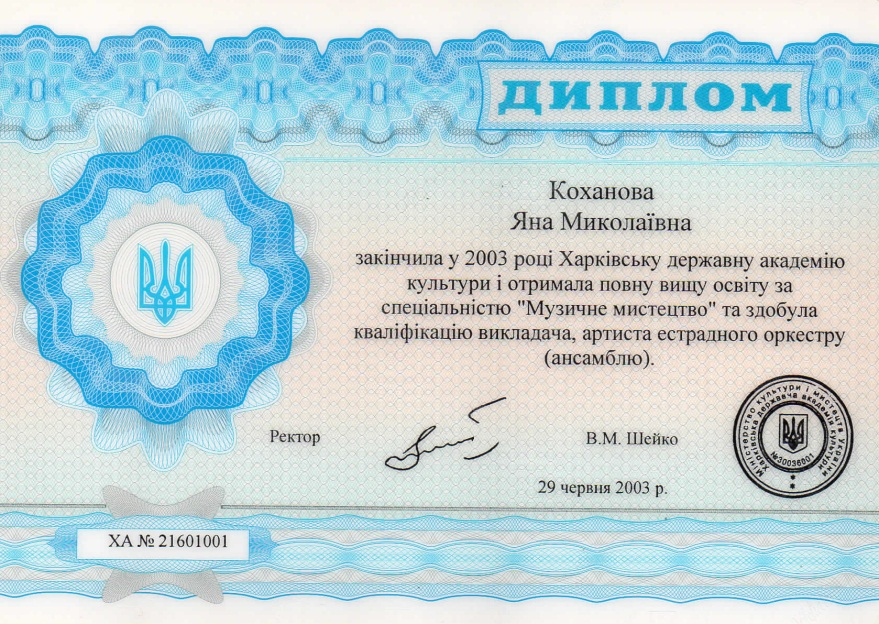 ДИПЛОМ
Коханова
Яна Миколаївна
закінчила у 2003 році Харківську державну академію
культури і отримала повну вищу освіту за
спеціальністю "Музичне мистецтво" та здобула
кваліфікацію викладача, артиста естрадного оркестру
(ансамблю).
Ректор
В.М. Шейко
29 червня 2003 р.
Міністерство культури і мистецтв України
Харківська державна академія культури
№30036001
ХА № 21601001